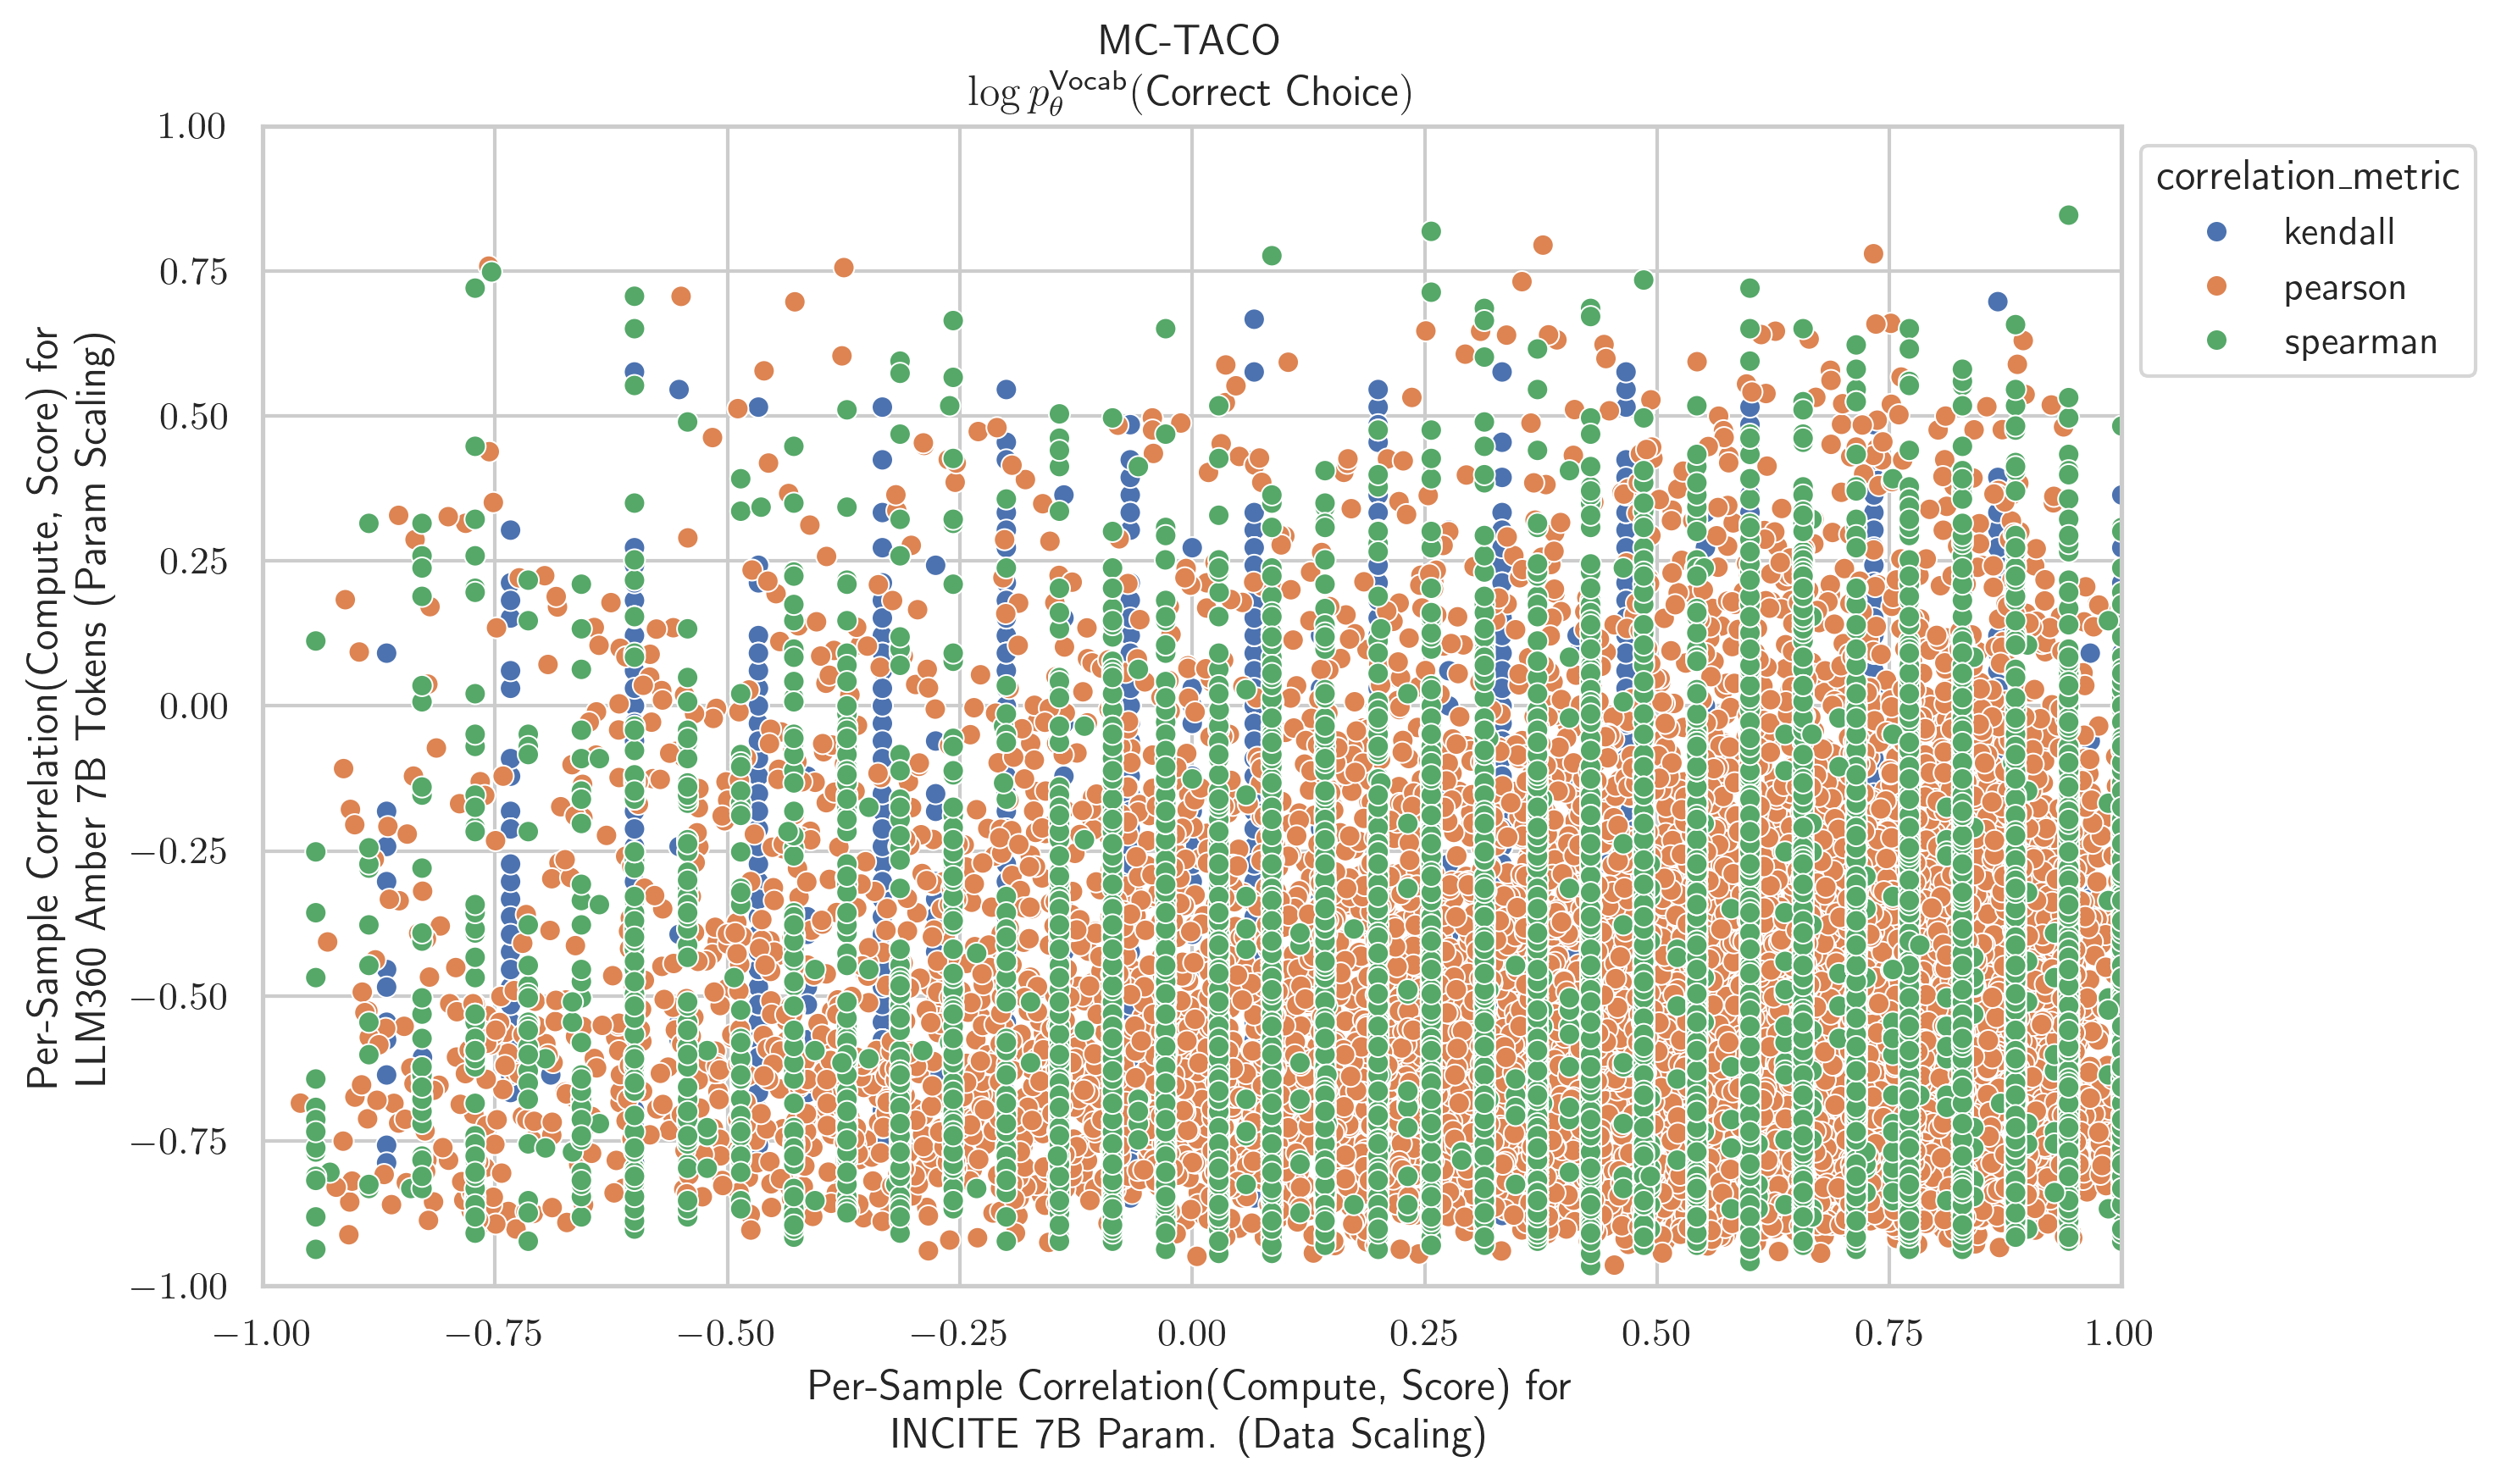 MC-TACO
log p_θ^Vocab(Correct Choice)
1.00
0.75
0.50
0.25
0.00
−0.25
−0.50
−0.75
−1.00
Per-Sample Correlation(Compute, Score) for
LLM360 Amber 7B Tokens (Param Scaling)
−1.00 −0.75 −0.50 −0.25 0.00 0.25 0.50 0.75 1.00
Per-Sample Correlation(Compute, Score) for
INCITE 7B Param. (Data Scaling)
correlation_metric
kendall
pearson
spearman